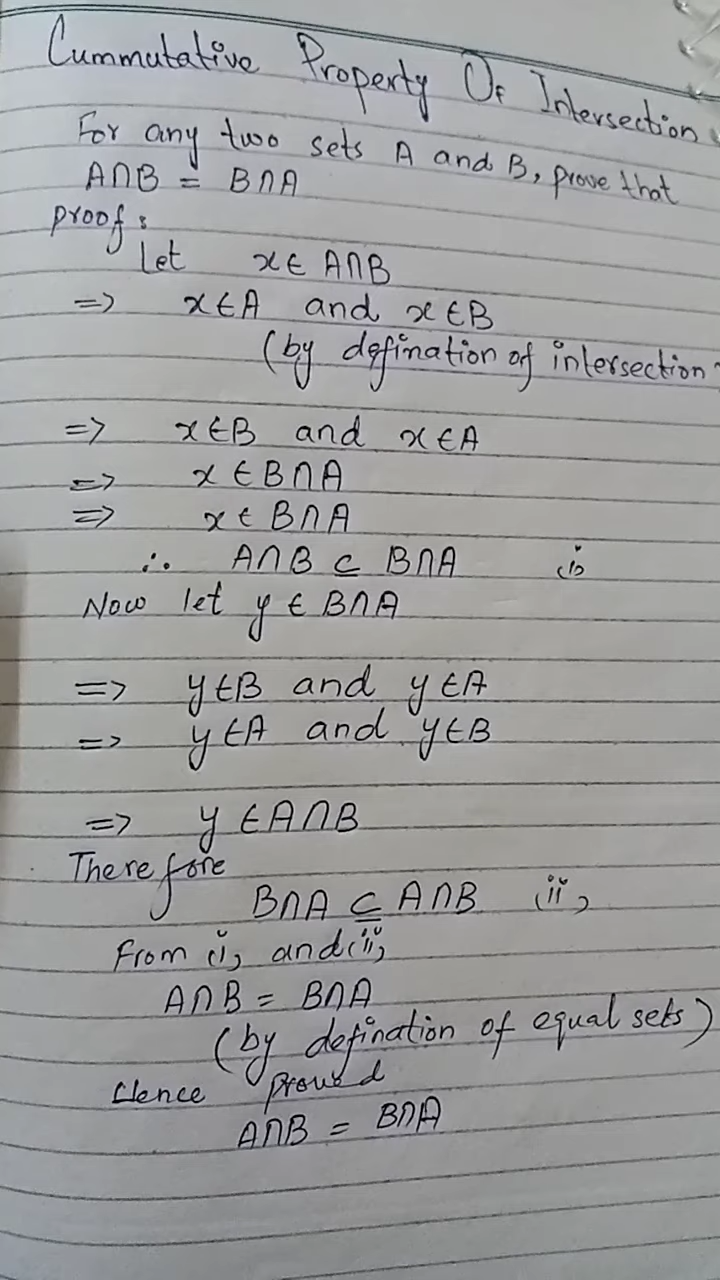 Cummutative Property Of Intersection
For any two sets A and B, prove that
A∩B = B∩A
proof:
Let x∈ A∩B
=> x∈A and x∈B
(by defination of intersection
=> x∈B and x∈A
=> x∈B∩A
=> x∈ B∩A
∴ A∩B ⊆ B∩A (i)
Now let y ∈ B∩A
=> y∈B and y∈A
=> y∈A and y∈B
=> y ∈A∩B
Therefore
B∩A ⊆ A∩B (ii)
From (i) and (ii)
A∩B = B∩A
(by defination of equal sets)
Hence proved
A∩B = B∩A